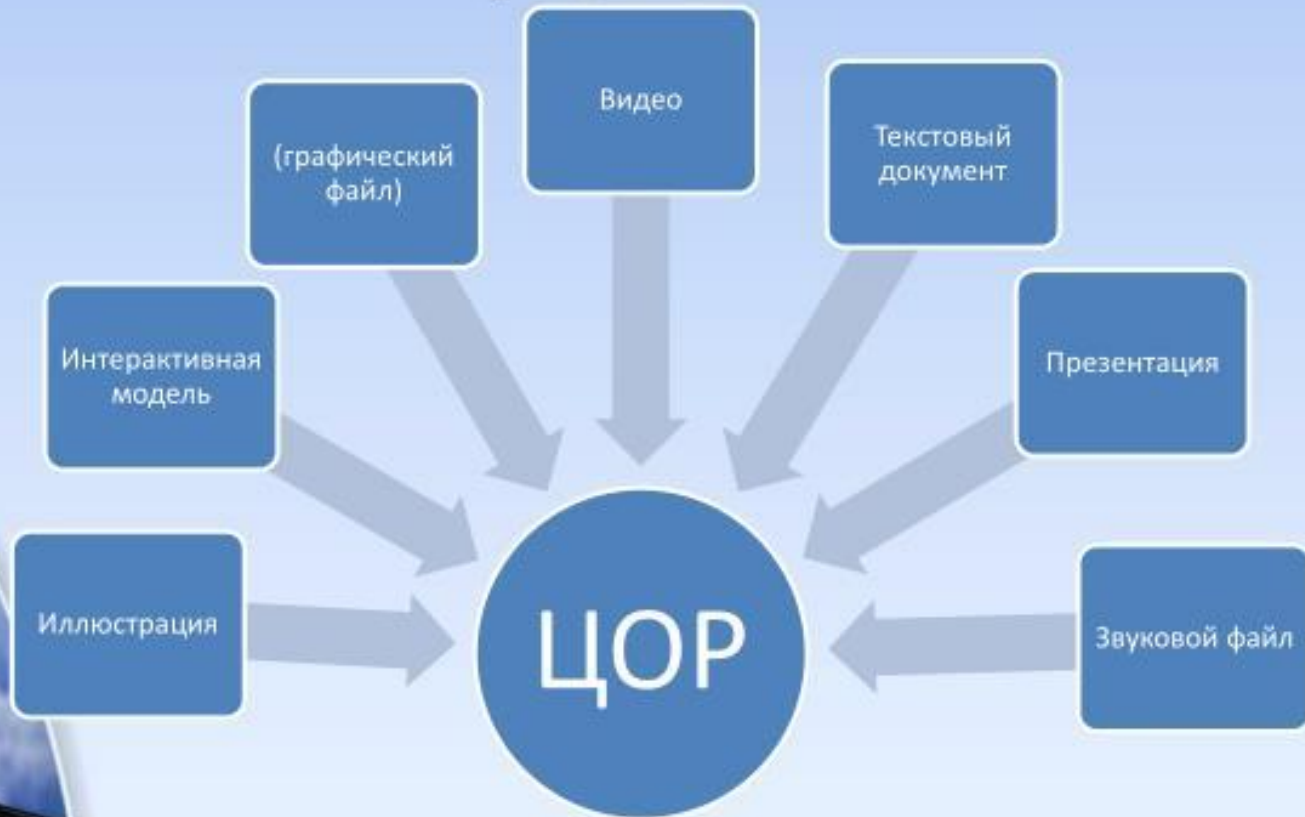 Видео
(графический
файл)
Текстовый
документ
Интерактивная
модель
Презентация
Иллюстрация
ЦОР
Звуковой файл